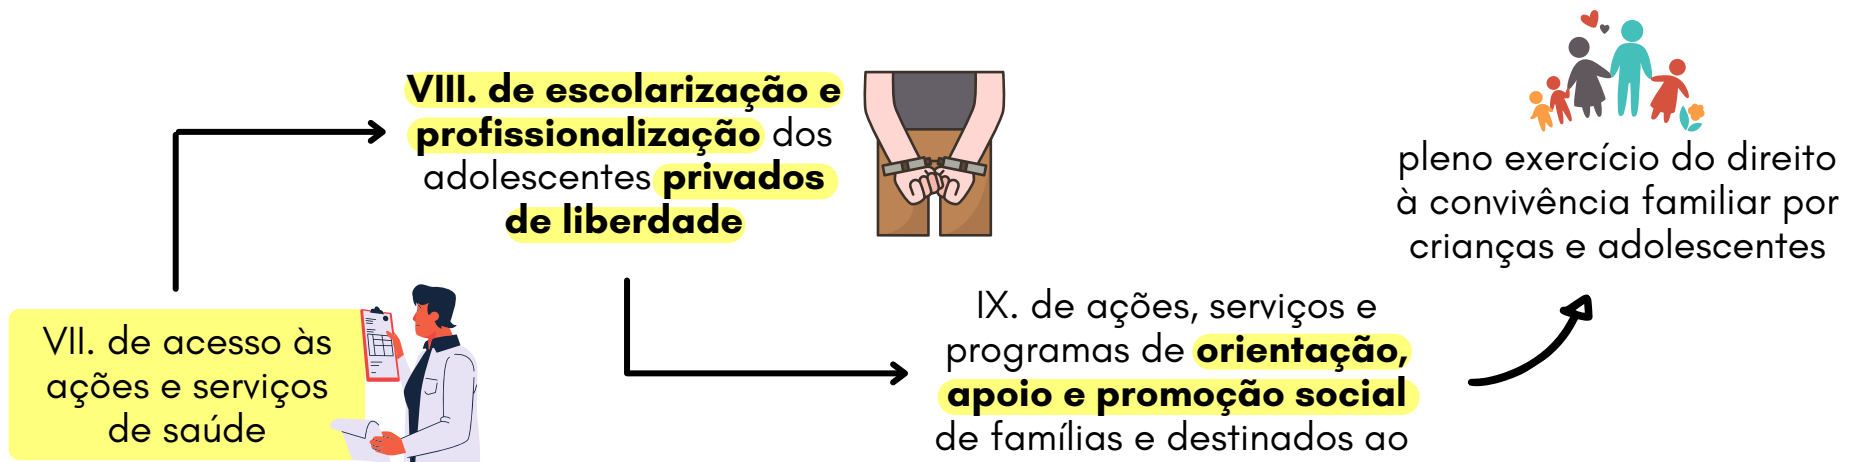 VII. de acesso às
ações e serviços
de saúde
VIII. de escolarização e
profissionalização dos
adolescentes privados
de liberdade
IX. de ações, serviços e
programas de orientação,
apoio e promoção social
de famílias e destinados ao
pleno exercício do direito
à convivência familiar por
crianças e adolescentes